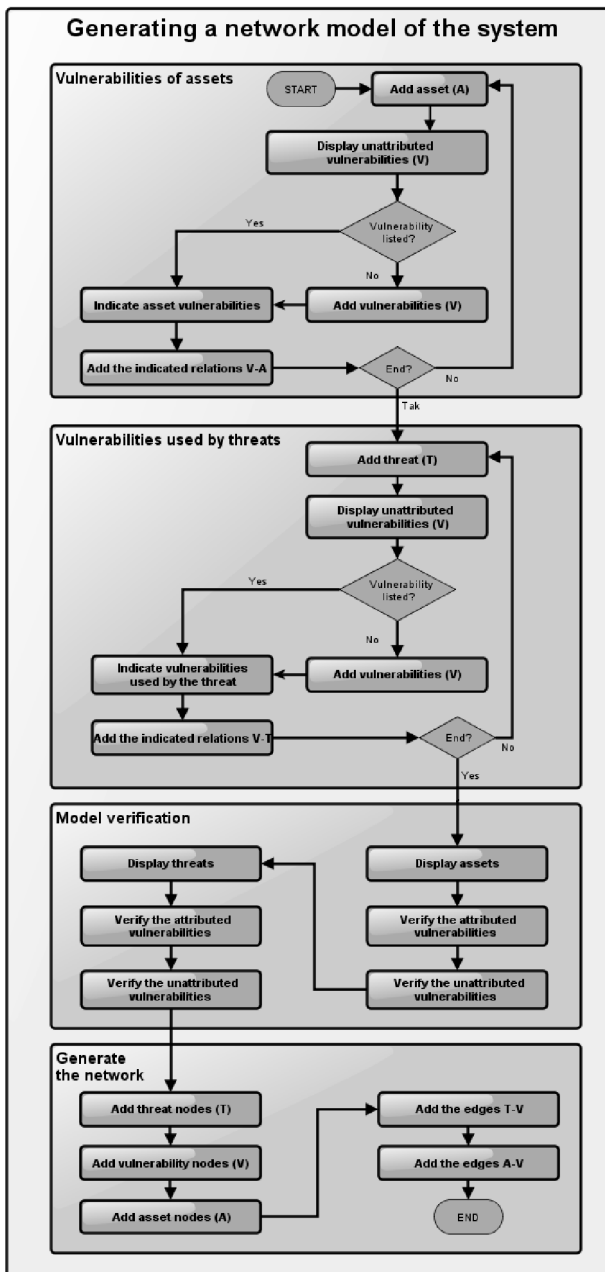 Generating a network model of the system
Vulnerabilities of assets
START
Add asset (A)
Display unattributed
vulnerabilities (V)
Vulnerability
listed?
Yes
No
Indicate asset vulnerabilities
Add vulnerabilities (V)
Add the indicated relations V-A
End?
No
Tak
Vulnerabilities used by threats
Add threat (T)
Display unattributed
vulnerabilities (V)
Vulnerability
listed?
Yes
No
Indicate vulnerabilities
used by the threat
Add vulnerabilities (V)
Add the indicated relations V-T
End?
No
Yes
Model verification
Display threats
Display assets
Verify the attributed
vulnerabilities
Verify the attributed
vulnerabilities
Verify the unattributed
vulnerabilities
Verify the unattributed
vulnerabilities
Generate
the network
Add threat nodes (T)
Add the edges T-V
Add vulnerability nodes (V)
Add the edges A-V
Add asset nodes (A)
END